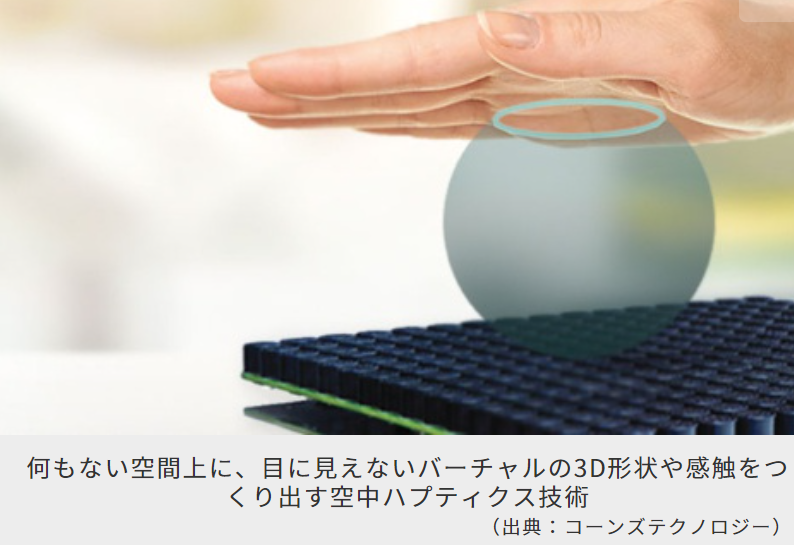 何もない空間上に、目に見えないバーチャルの3D形状や感触をつ
くり出す空中ハプティクス技術
（出典：コーンズテクノロジー）